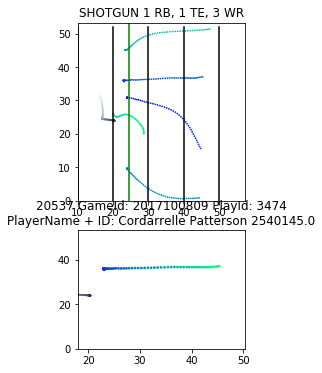 SHOTGUN 1 RB, 1 TE, 3 WR
50
40
30
20
10
0
10 20 30 40 50
20537 GameId: 2017100809 PlayId: 3474
PlayerName + ID: Cordarrelle Patterson 2540145.0
40
20
0
20 30 40 50